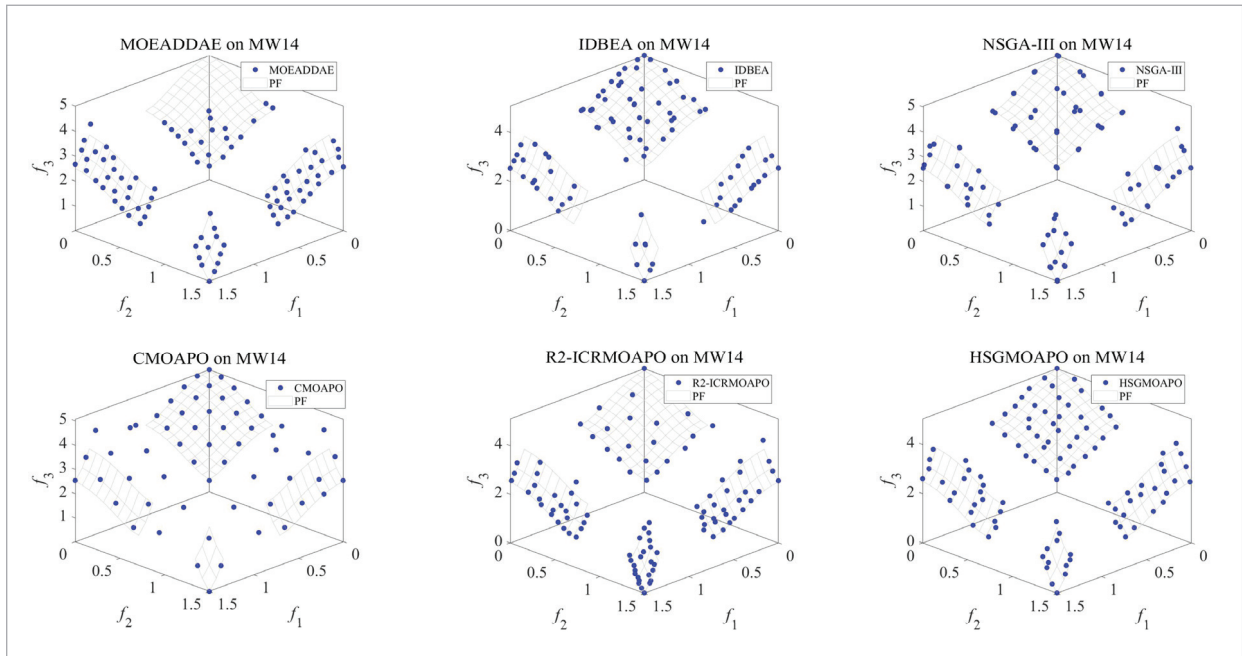 MOEADDAE on MW14
MOEADDAE
PF
5
4
3
2
1
0
0.5
1
1.5
1.5
1
0.5
0
f3
f2
f1
IDBEA on MW14
IDBEA
PF
4
2
0
0
0.5
1
1.5
1.5
1
0.5
0
f3
f2
f1
NSGA-III on MW14
NSGA-III
PF
5
4
3
2
1
0
0.5
1
1.5
1.5
1
0.5
0
f3
f2
f1
CMOAPO on MW14
CMOAPO
PF
5
4
3
2
1
0
0.5
1
1.5
1.5
1
0.5
0
f3
f2
f1
R2-ICRMOAPO on MW14
R2-ICRMOAPO
PF
4
2
0
0
0.5
1
1.5
1.5
1
0.5
0
f3
f2
f1
HSGMOAPO on MW14
HSGMOAPO
PF
4
2
0
0
0.5
1
1.5
1.5
1
0.5
0
f3
f2
f1